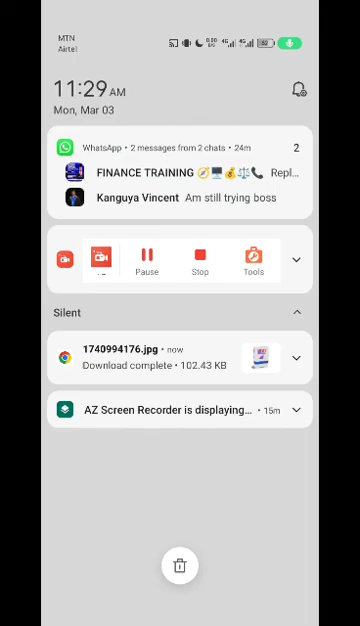 MTN
Airtel
11:29 AM
Mon, Mar 03
WhatsApp • 2 messages from 2 chats • 24m
2
FINANCE TRAINING 🧭🖥️💰⚖️📞 Repl…
Kanguya Vincent Am still trying boss
Pause
Stop
Tools
Silent
1740994176.jpg • now
Download complete • 102.43 KB
AZ Screen Recorder is displaying… • 15m